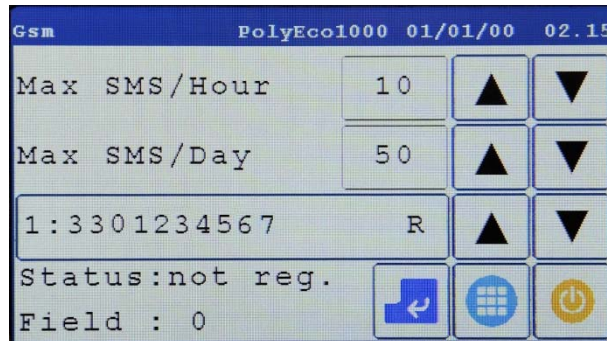 Gsm PolyEco1000 01/01/00 02.15
Max SMS/Hour 10
Max SMS/Day 50
1:3301234567 R
Status:not reg.
Field : 0